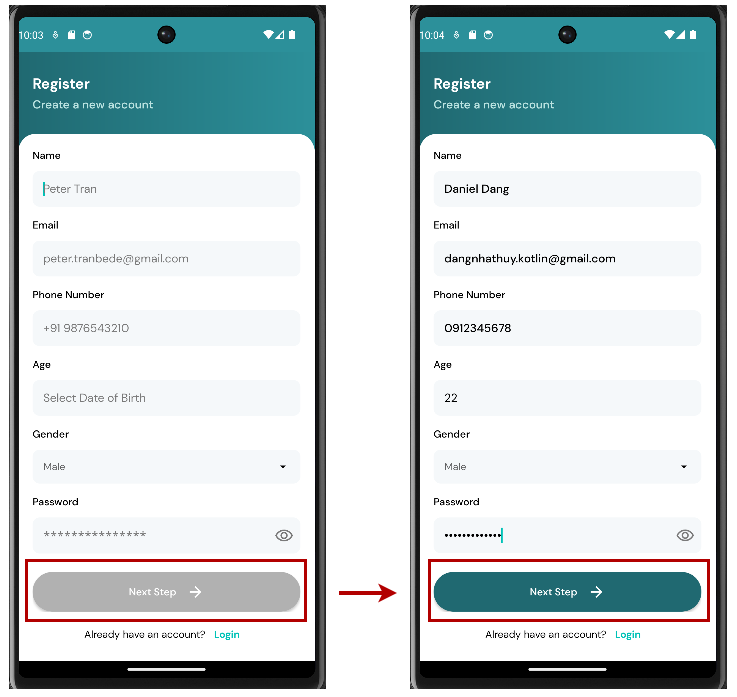 10:03
Register
Create a new account
Name
Peter Tran
Email
peter.tranbede@gmail.com
Phone Number
+91 9876543210
Age
Select Date of Birth
Gender
Male
Password
***************
Next Step →
Already have an account? Login
10:04
Register
Create a new account
Name
Daniel Dang
Email
dangnhathuy.kotlin@gmail.com
Phone Number
0912345678
Age
22
Gender
Male
Password
•••••••••••••
Next Step →
Already have an account? Login